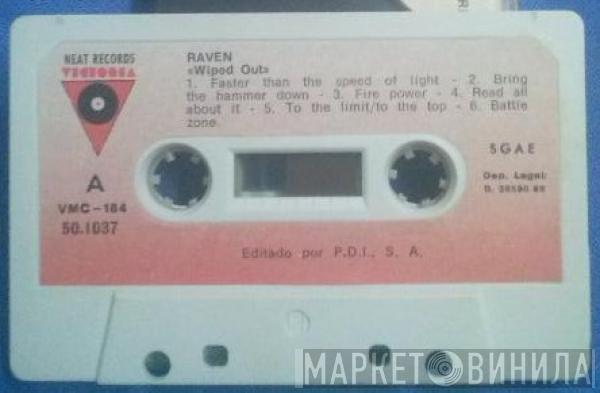 NEAT RECORDS
VICTORIA
RAVEN
«Wiped Out»
1. Faster than the speed of light - 2. Bring
the hammer down - 3. Fire power - 4. Read all
about it - 5. To the limit/to the top - 6. Battle
zone.
A
SGAE
Dep. Legal:
VMC-184
50.1037
Editado por P.D.I., S. A.
МАРКЕТ ВИНИЛА